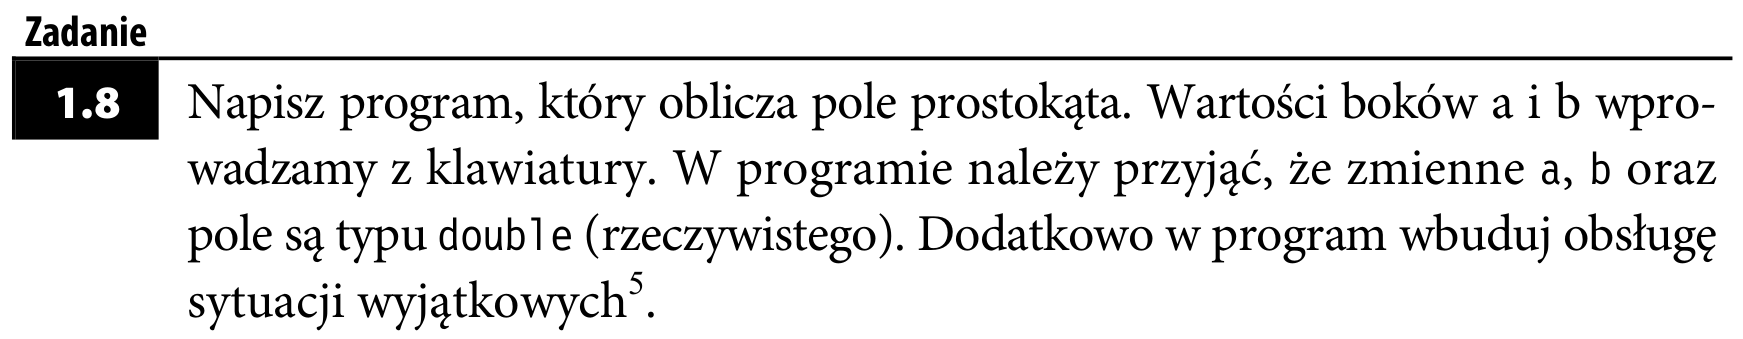 Zadanie
1.8 Napisz program, który oblicza pole prostokąta. Wartości boków a i b wpro-
wadzamy z klawiatury. W programie należy przyjąć, że zmienne a, b oraz
pole są typu double (rzeczywistego). Dodatkowo w program wbuduj obsługę
sytuacji wyjątkowych⁵.